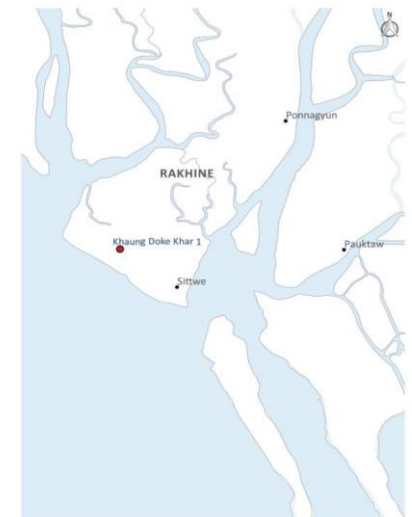 Ponnagyun
RAKHINE
Khaung Doke Khar 1
Pauktaw
Sittwe